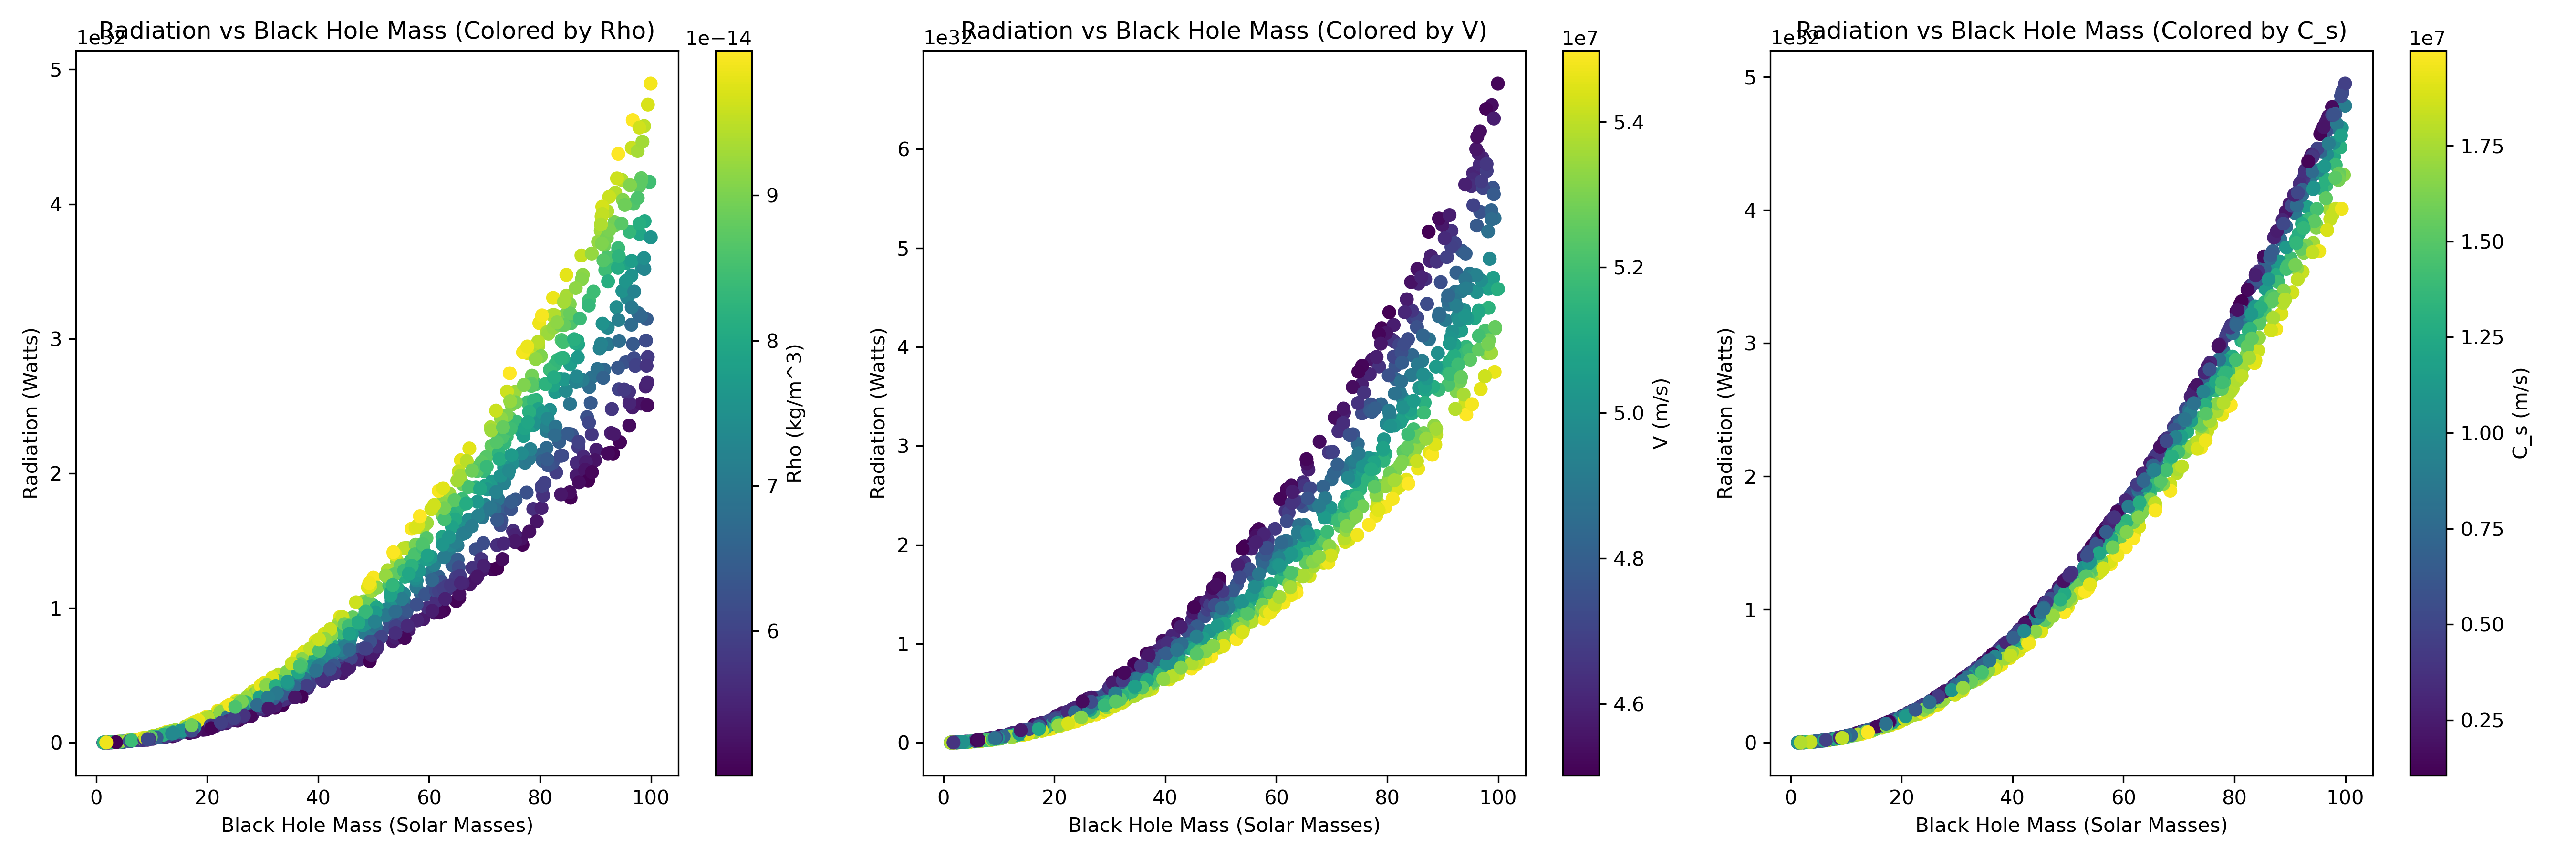 Radiation vs Black Hole Mass (Colored by Rho)
1e32
1e−14
5
4
3
2
1
0
0 20 40 60 80 100
Radiation (Watts)
Black Hole Mass (Solar Masses)
9
8
7
6
Rho (kg/m^3)
Radiation vs Black Hole Mass (Colored by V)
1e32
1e7
6
5
4
3
2
1
0
0 20 40 60 80 100
Radiation (Watts)
Black Hole Mass (Solar Masses)
5.4
5.2
5.0
4.8
4.6
V (m/s)
Radiation vs Black Hole Mass (Colored by C_s)
1e32
1e7
5
4
3
2
1
0
0 20 40 60 80 100
Radiation (Watts)
Black Hole Mass (Solar Masses)
1.75
1.50
1.25
1.00
0.75
0.50
0.25
C_s (m/s)